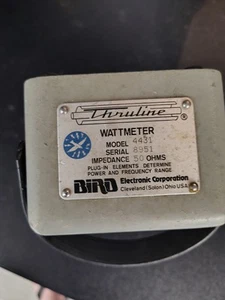 Thruline
®
WATTMETER
MODEL 4431
SERIAL 8951
IMPEDANCE 50 OHMS
PLUG-IN ELEMENTS DETERMINE
POWER AND FREQUENCY RANGE
BIRD Electronic Corporation
Cleveland (Solon) Ohio U.S.A.